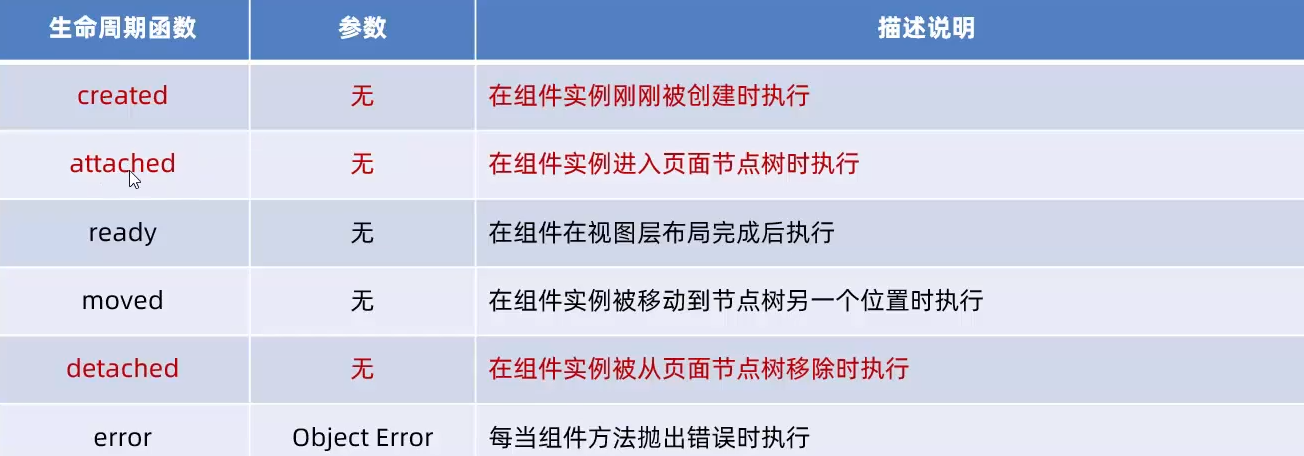 生命周期函数 参数 描述说明
created 无 在组件实例刚刚被创建时执行
attached 无 在组件实例进入页面节点树时执行
ready 无 在组件在视图层布局完成后执行
moved 无 在组件实例被移动到节点树另一个位置时执行
detached 无 在组件实例被从页面节点树移除时执行
error Object Error 每当组件方法抛出错误时执行